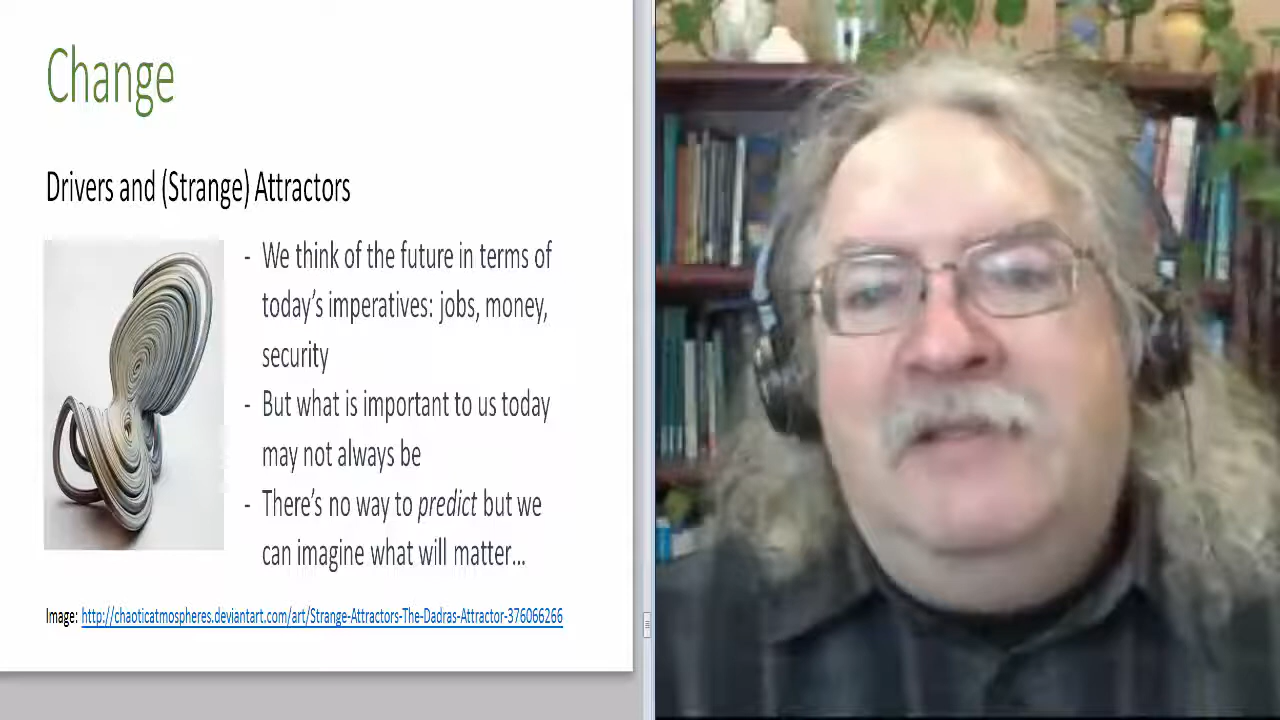 Change
Drivers and (Strange) Attractors
- We think of the future in terms of
today’s imperatives: jobs, money,
security
- But what is important to us today
may not always be
- There’s no way to predict but we
can imagine what will matter…
Image: http://chaoticatmospheres.deviantart.com/art/Strange-Attractors-The-Dadras-Attractor-376066266